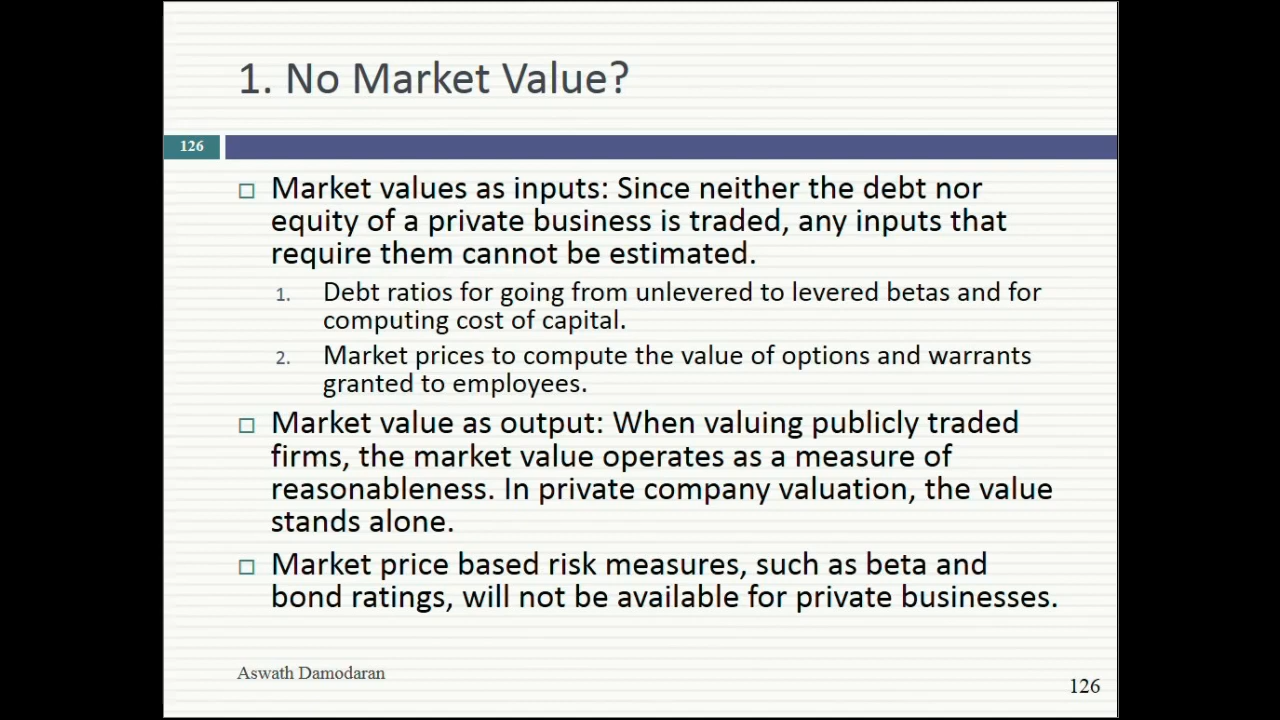 1. No Market Value?
126
Market values as inputs: Since neither the debt nor
equity of a private business is traded, any inputs that
require them cannot be estimated.
1. Debt ratios for going from unlevered to levered betas and for
computing cost of capital.
2. Market prices to compute the value of options and warrants
granted to employees.
Market value as output: When valuing publicly traded
firms, the market value operates as a measure of
reasonableness. In private company valuation, the value
stands alone.
Market price based risk measures, such as beta and
bond ratings, will not be available for private businesses.
Aswath Damodaran
126